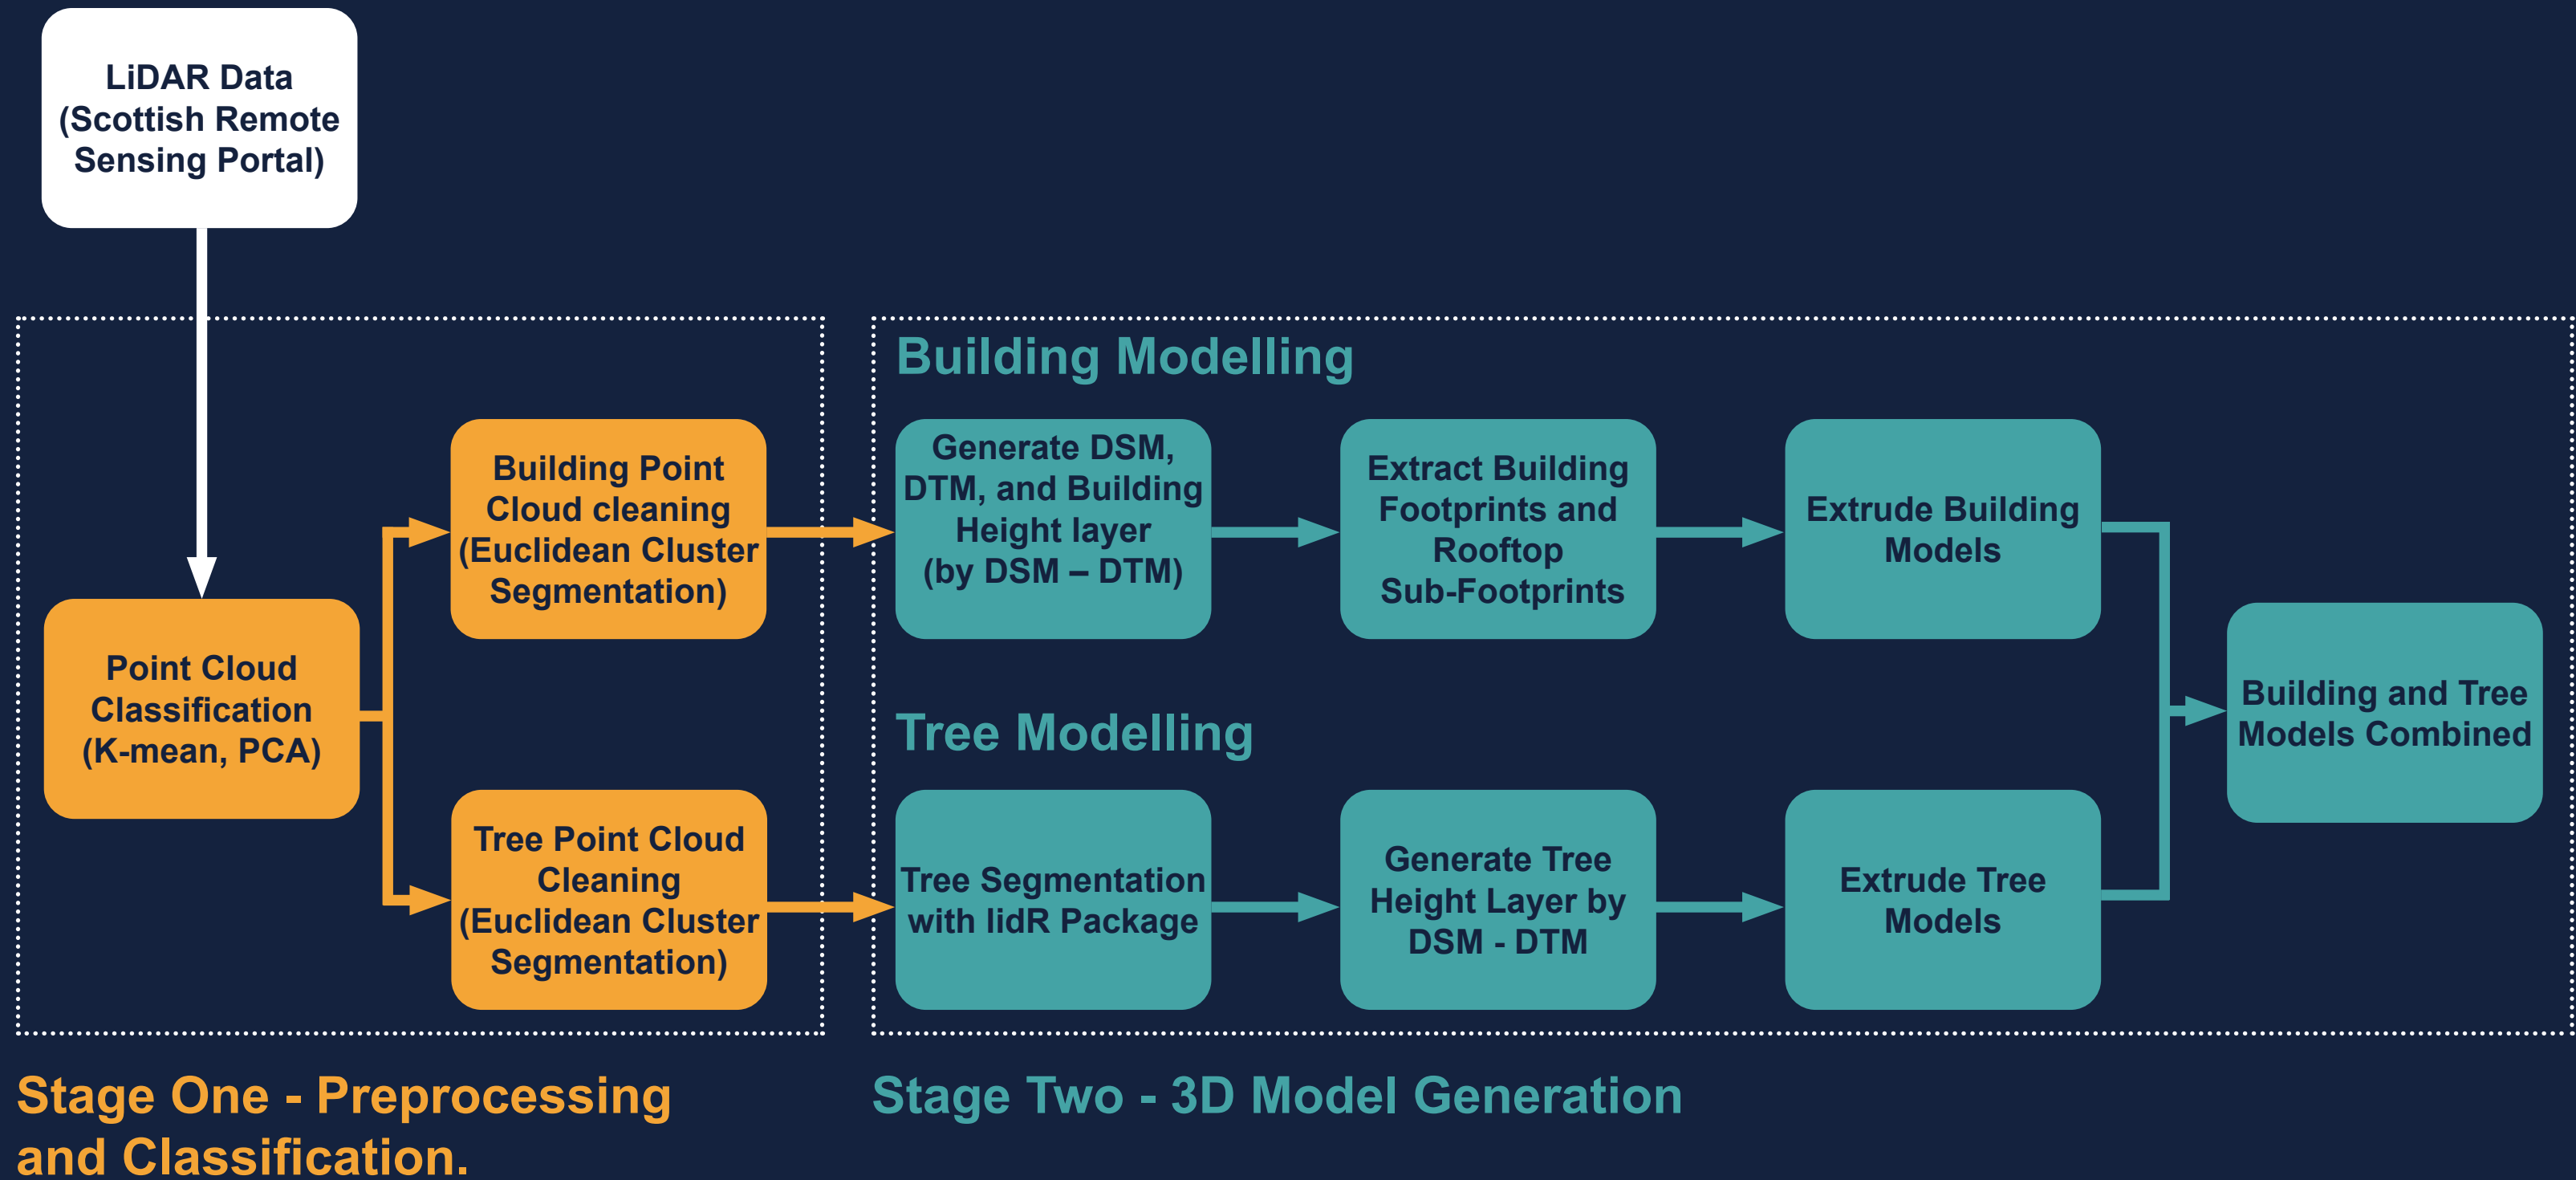 LiDAR Data
(Scottish Remote
Sensing Portal)
Point Cloud
Classification
(K-mean, PCA)
Building Point
Cloud cleaning
(Euclidean Cluster
Segmentation)
Tree Point Cloud
Cleaning
(Euclidean Cluster
Segmentation)
Stage One - Preprocessing
and Classification.
Building Modelling
Generate DSM,
DTM, and Building
Height layer
(by DSM – DTM)
Extract Building
Footprints and
Rooftop
Sub-Footprints
Extrude Building
Models
Tree Modelling
Tree Segmentation
with lidR Package
Generate Tree
Height Layer by
DSM - DTM
Extrude Tree
Models
Building and Tree
Models Combined
Stage Two - 3D Model Generation